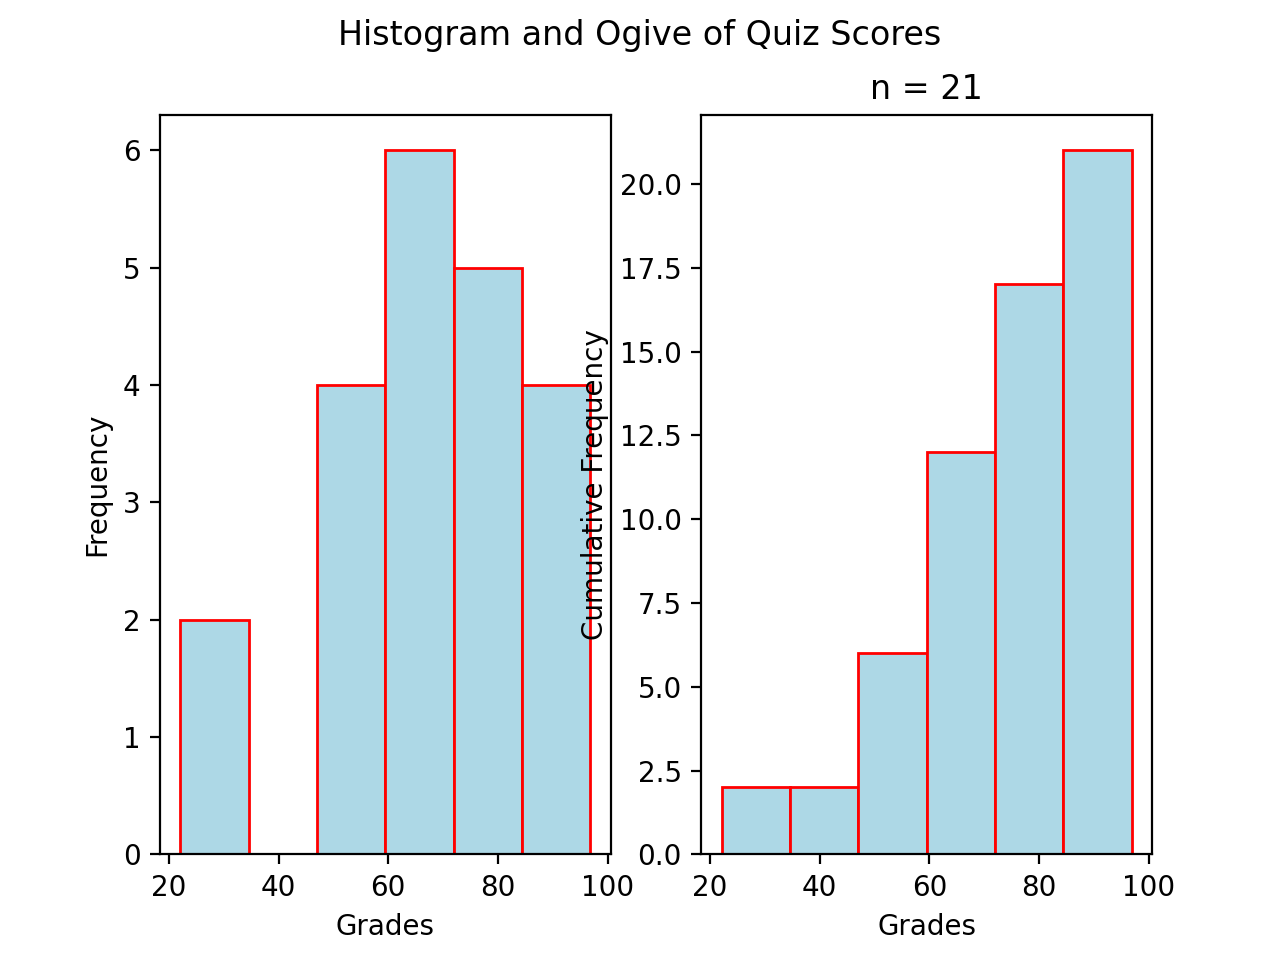 Histogram and Ogive of Quiz Scores
n = 21
Frequency
6
5
4
3
2
1
0
20 40 60 80 100
Grades
Cumulative Frequency
20.0
17.5
15.0
12.5
10.0
7.5
5.0
2.5
0.0
20 40 60 80 100
Grades